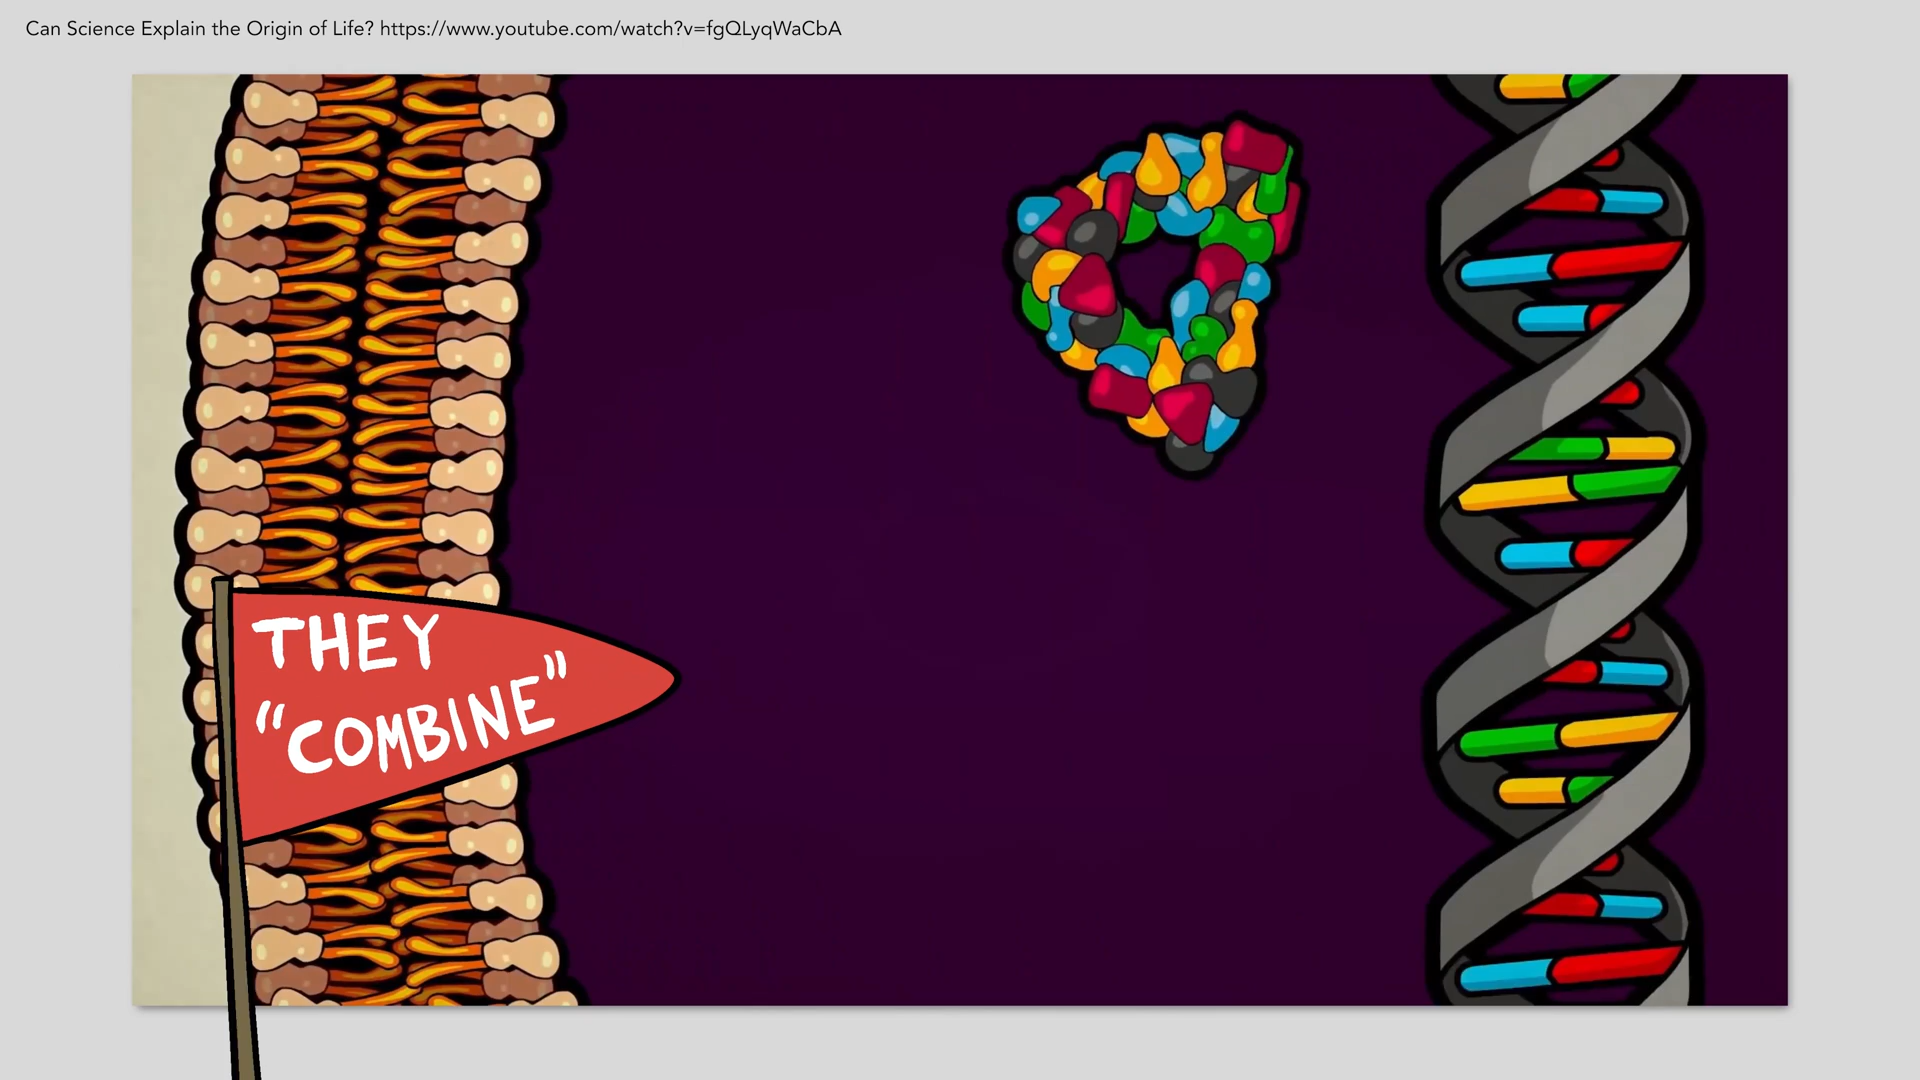 Can Science Explain the Origin of Life? https://www.youtube.com/watch?v=fgQLyqWaCbA
THEY
“COMBINE”